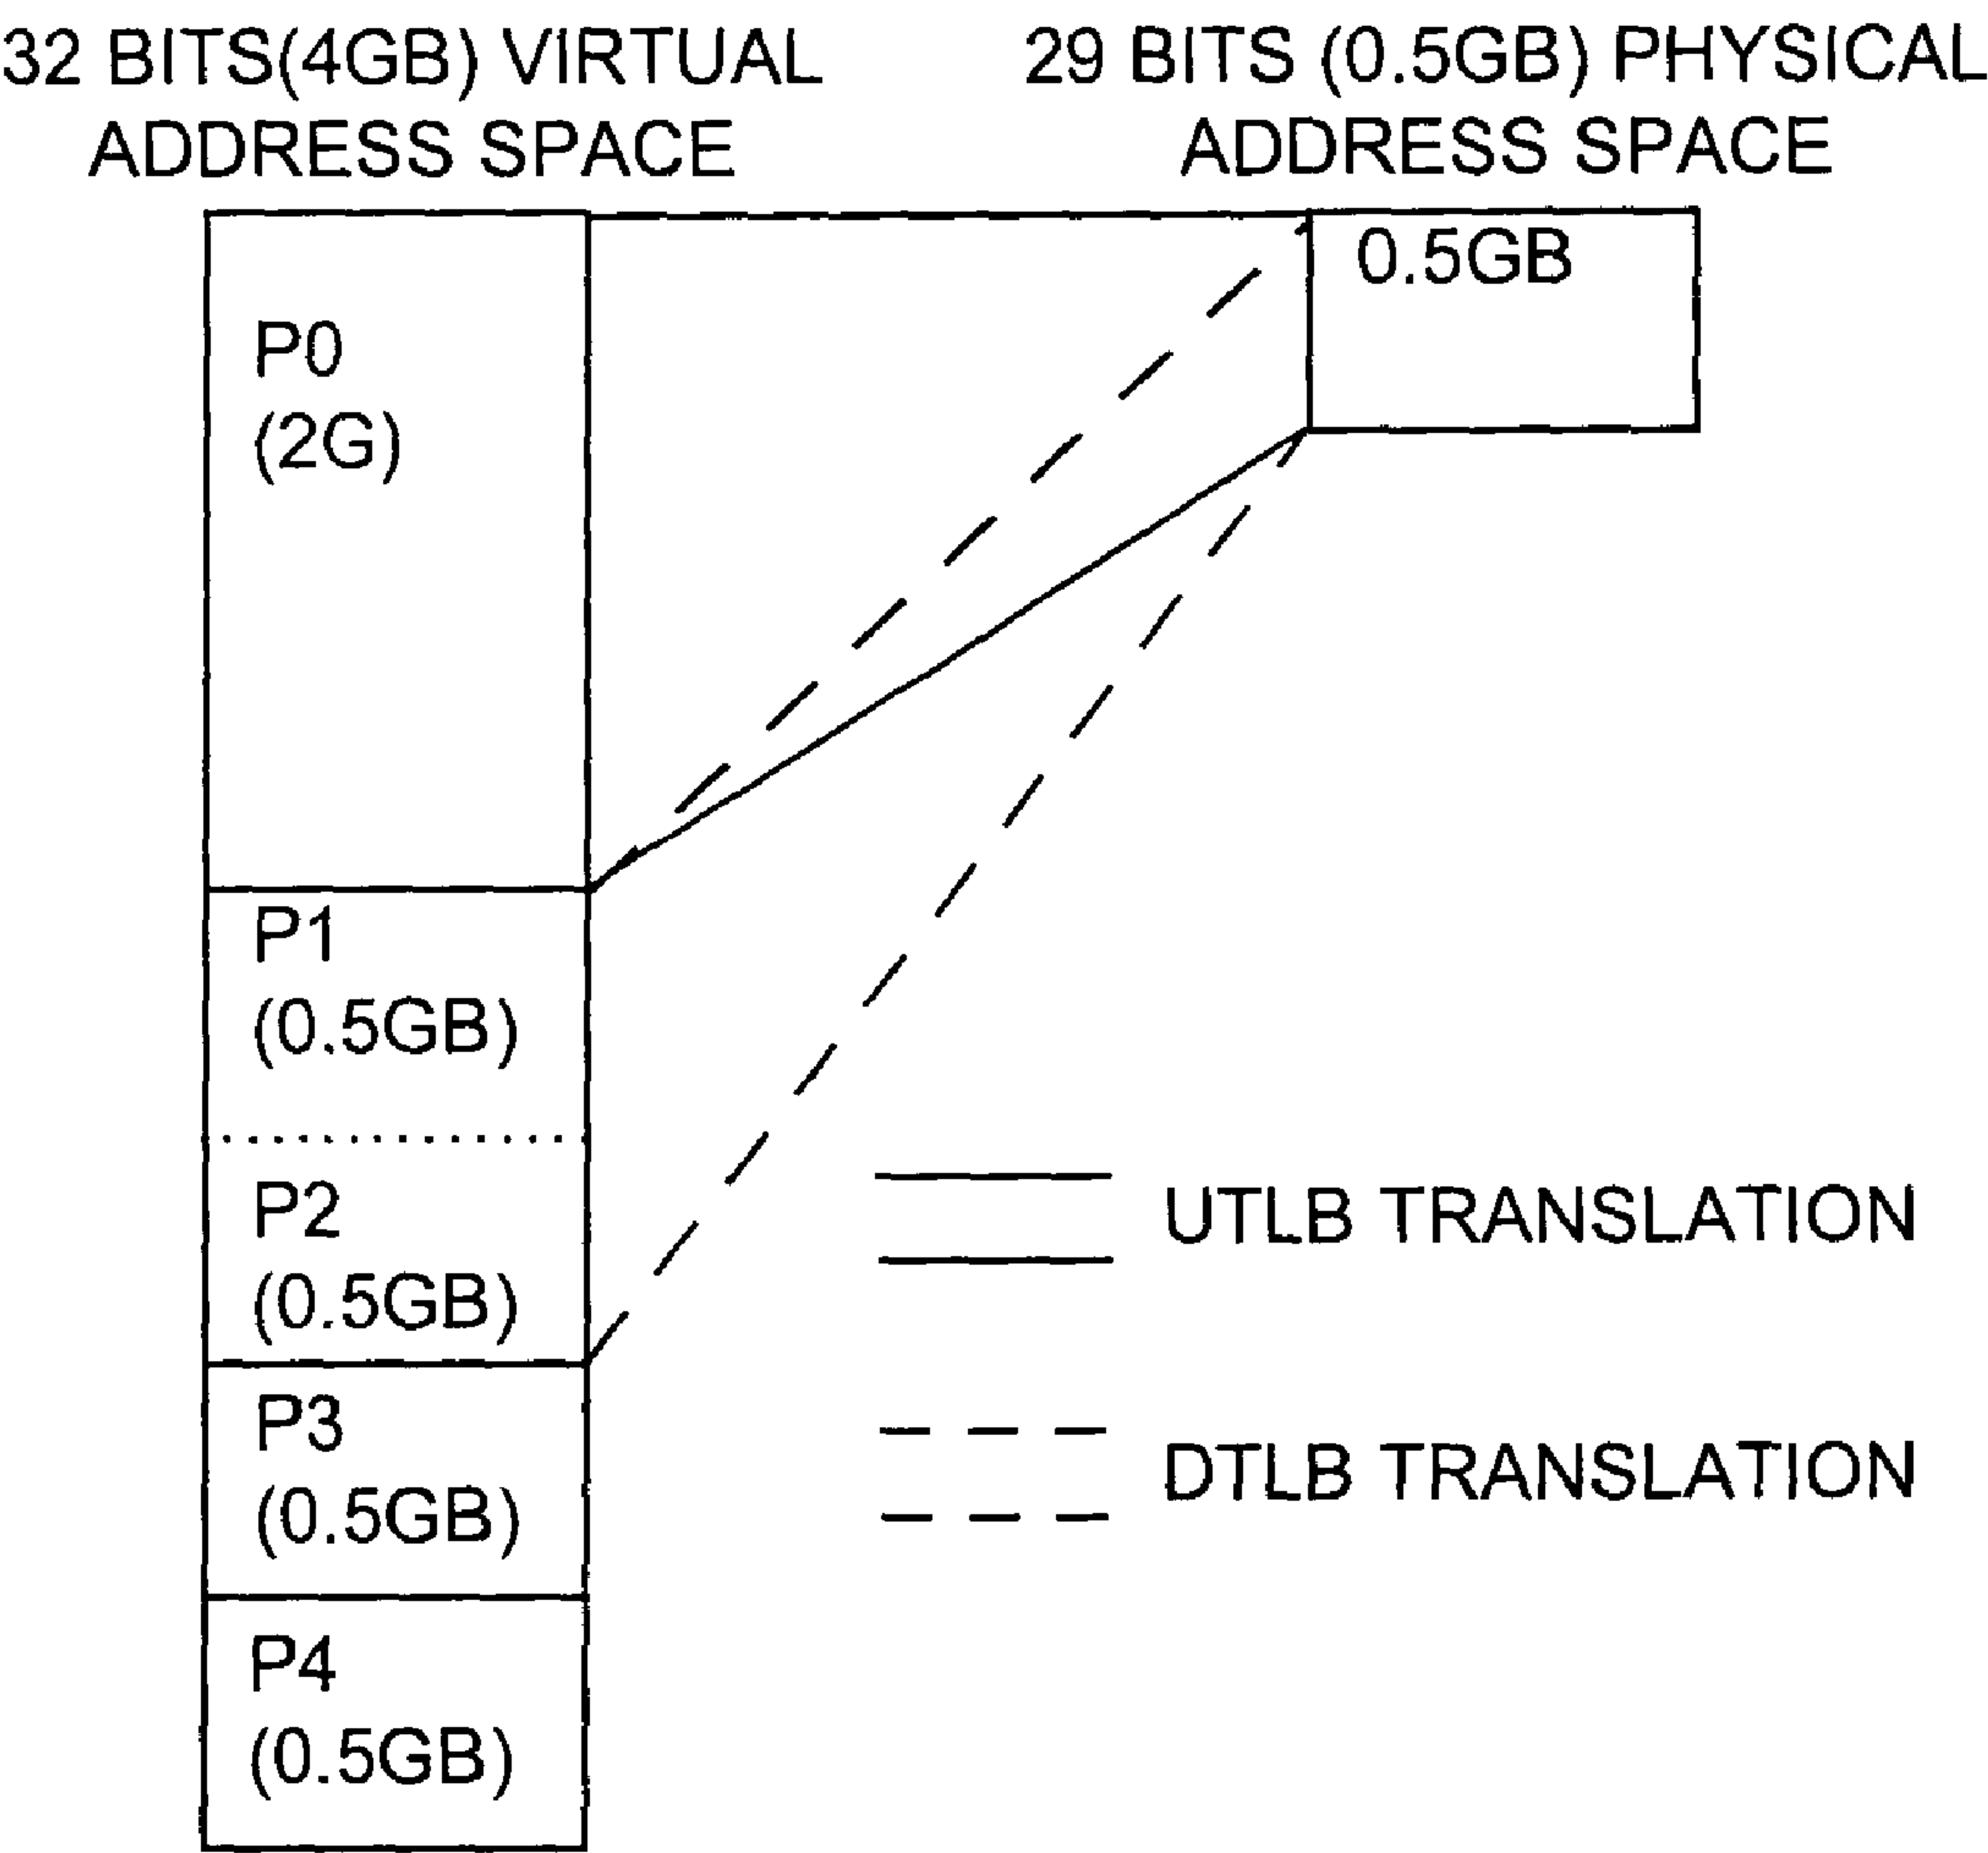 32 BITS(4GB) VIRTUAL
ADDRESS SPACE
29 BITS (0.5GB) PHYSICAL
ADDRESS SPACE
0.5GB
P0
(2G)
P1
(0.5GB)
P2
(0.5GB)
P3
(0.5GB)
P4
(0.5GB)
UTLB TRANSLATION
DTLB TRANSLATION